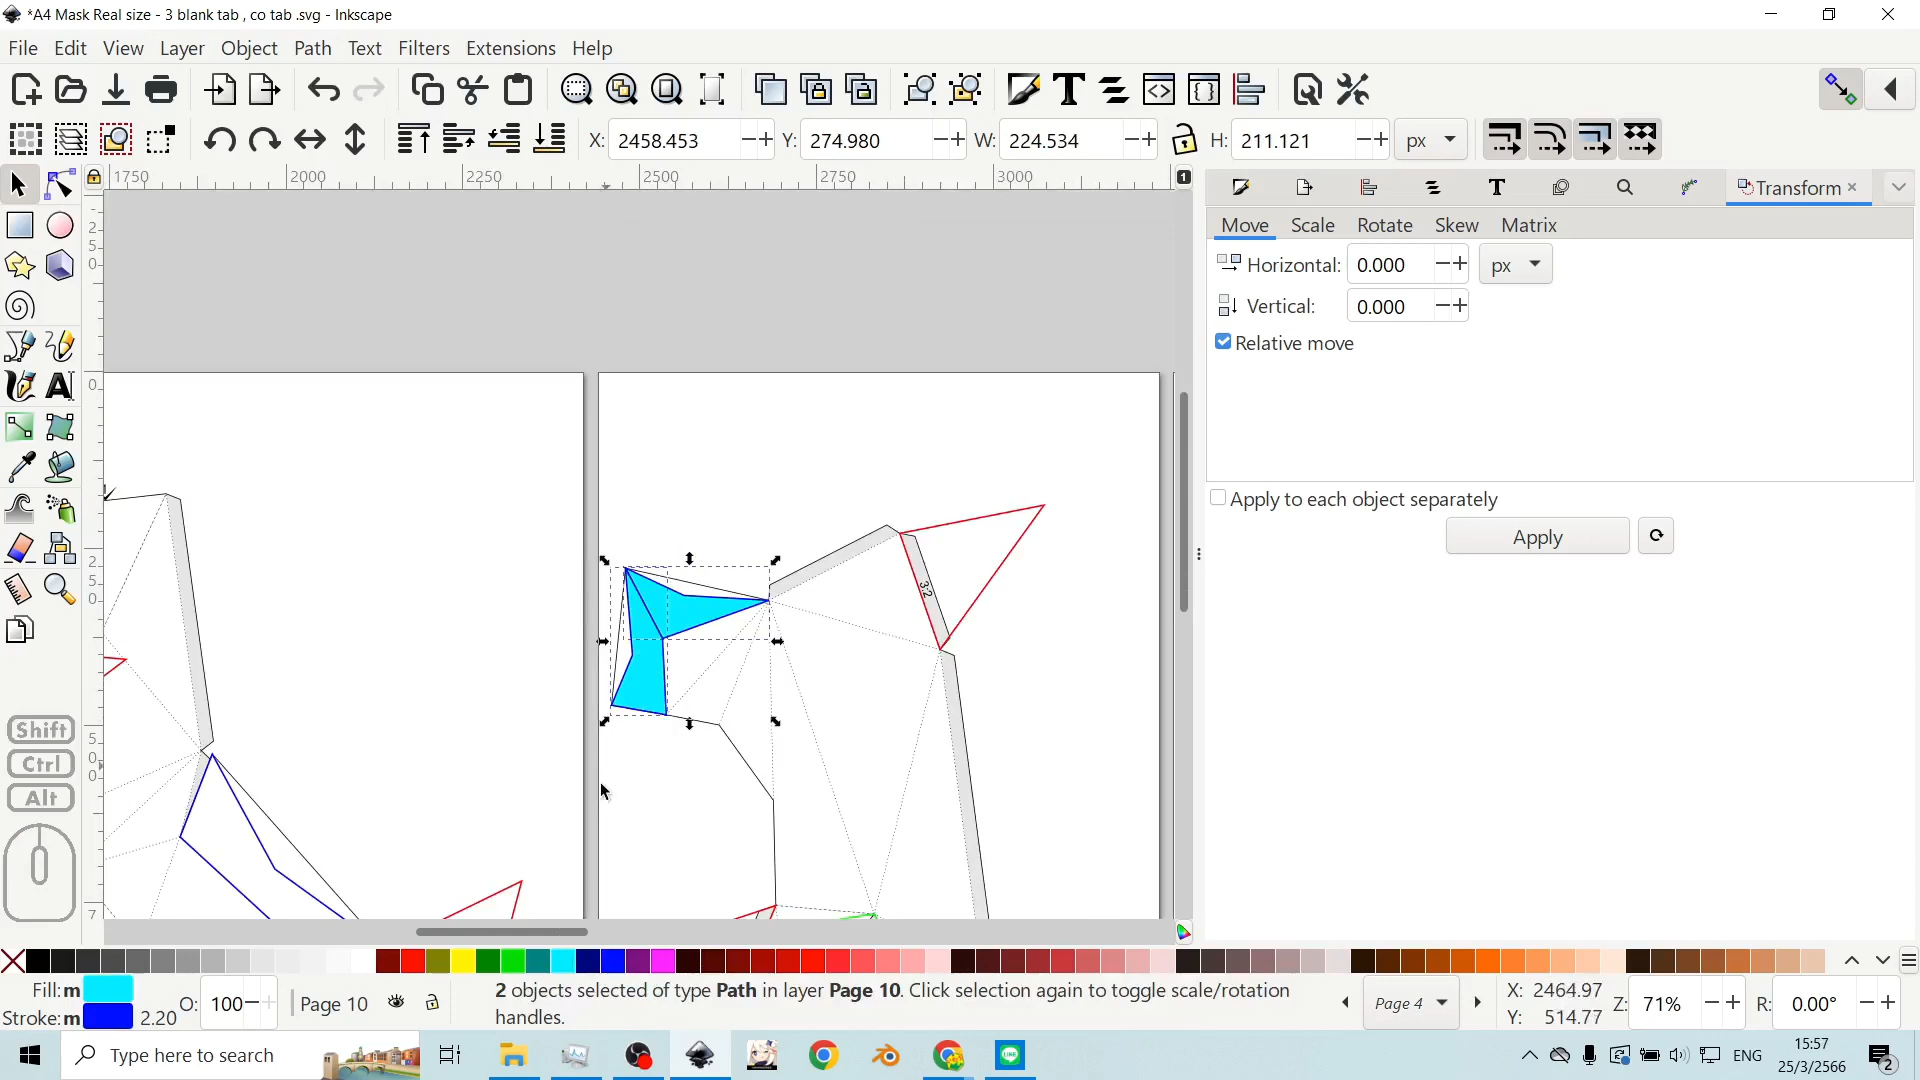 *A4 Mask Real size - 3 blank tab , co tab .svg - Inkscape
File Edit View Layer Object Path Text Filters Extensions Help
X: 2458.453 Y: 274.980 W: 224.534 H: 211.121 px
1750 2000 2250 2500 2750 3000 1
Transform
Move Scale Rotate Skew Matrix
Horizontal: 0.000 px
Vertical: 0.000
Relative move
Apply to each object separately
Apply
3:2
Shift
Ctrl
Alt
Fill: m
Stroke: m 2.20
O: 100
Page 10
2 objects selected of type Path in layer Page 10. Click selection again to toggle scale/rotation
handles.
Page 4
X: 2464.97
Y: 514.77
Z: 71%
R: 0.00°
Type here to search
LINE
ENG
15:57
25/3/2566
2